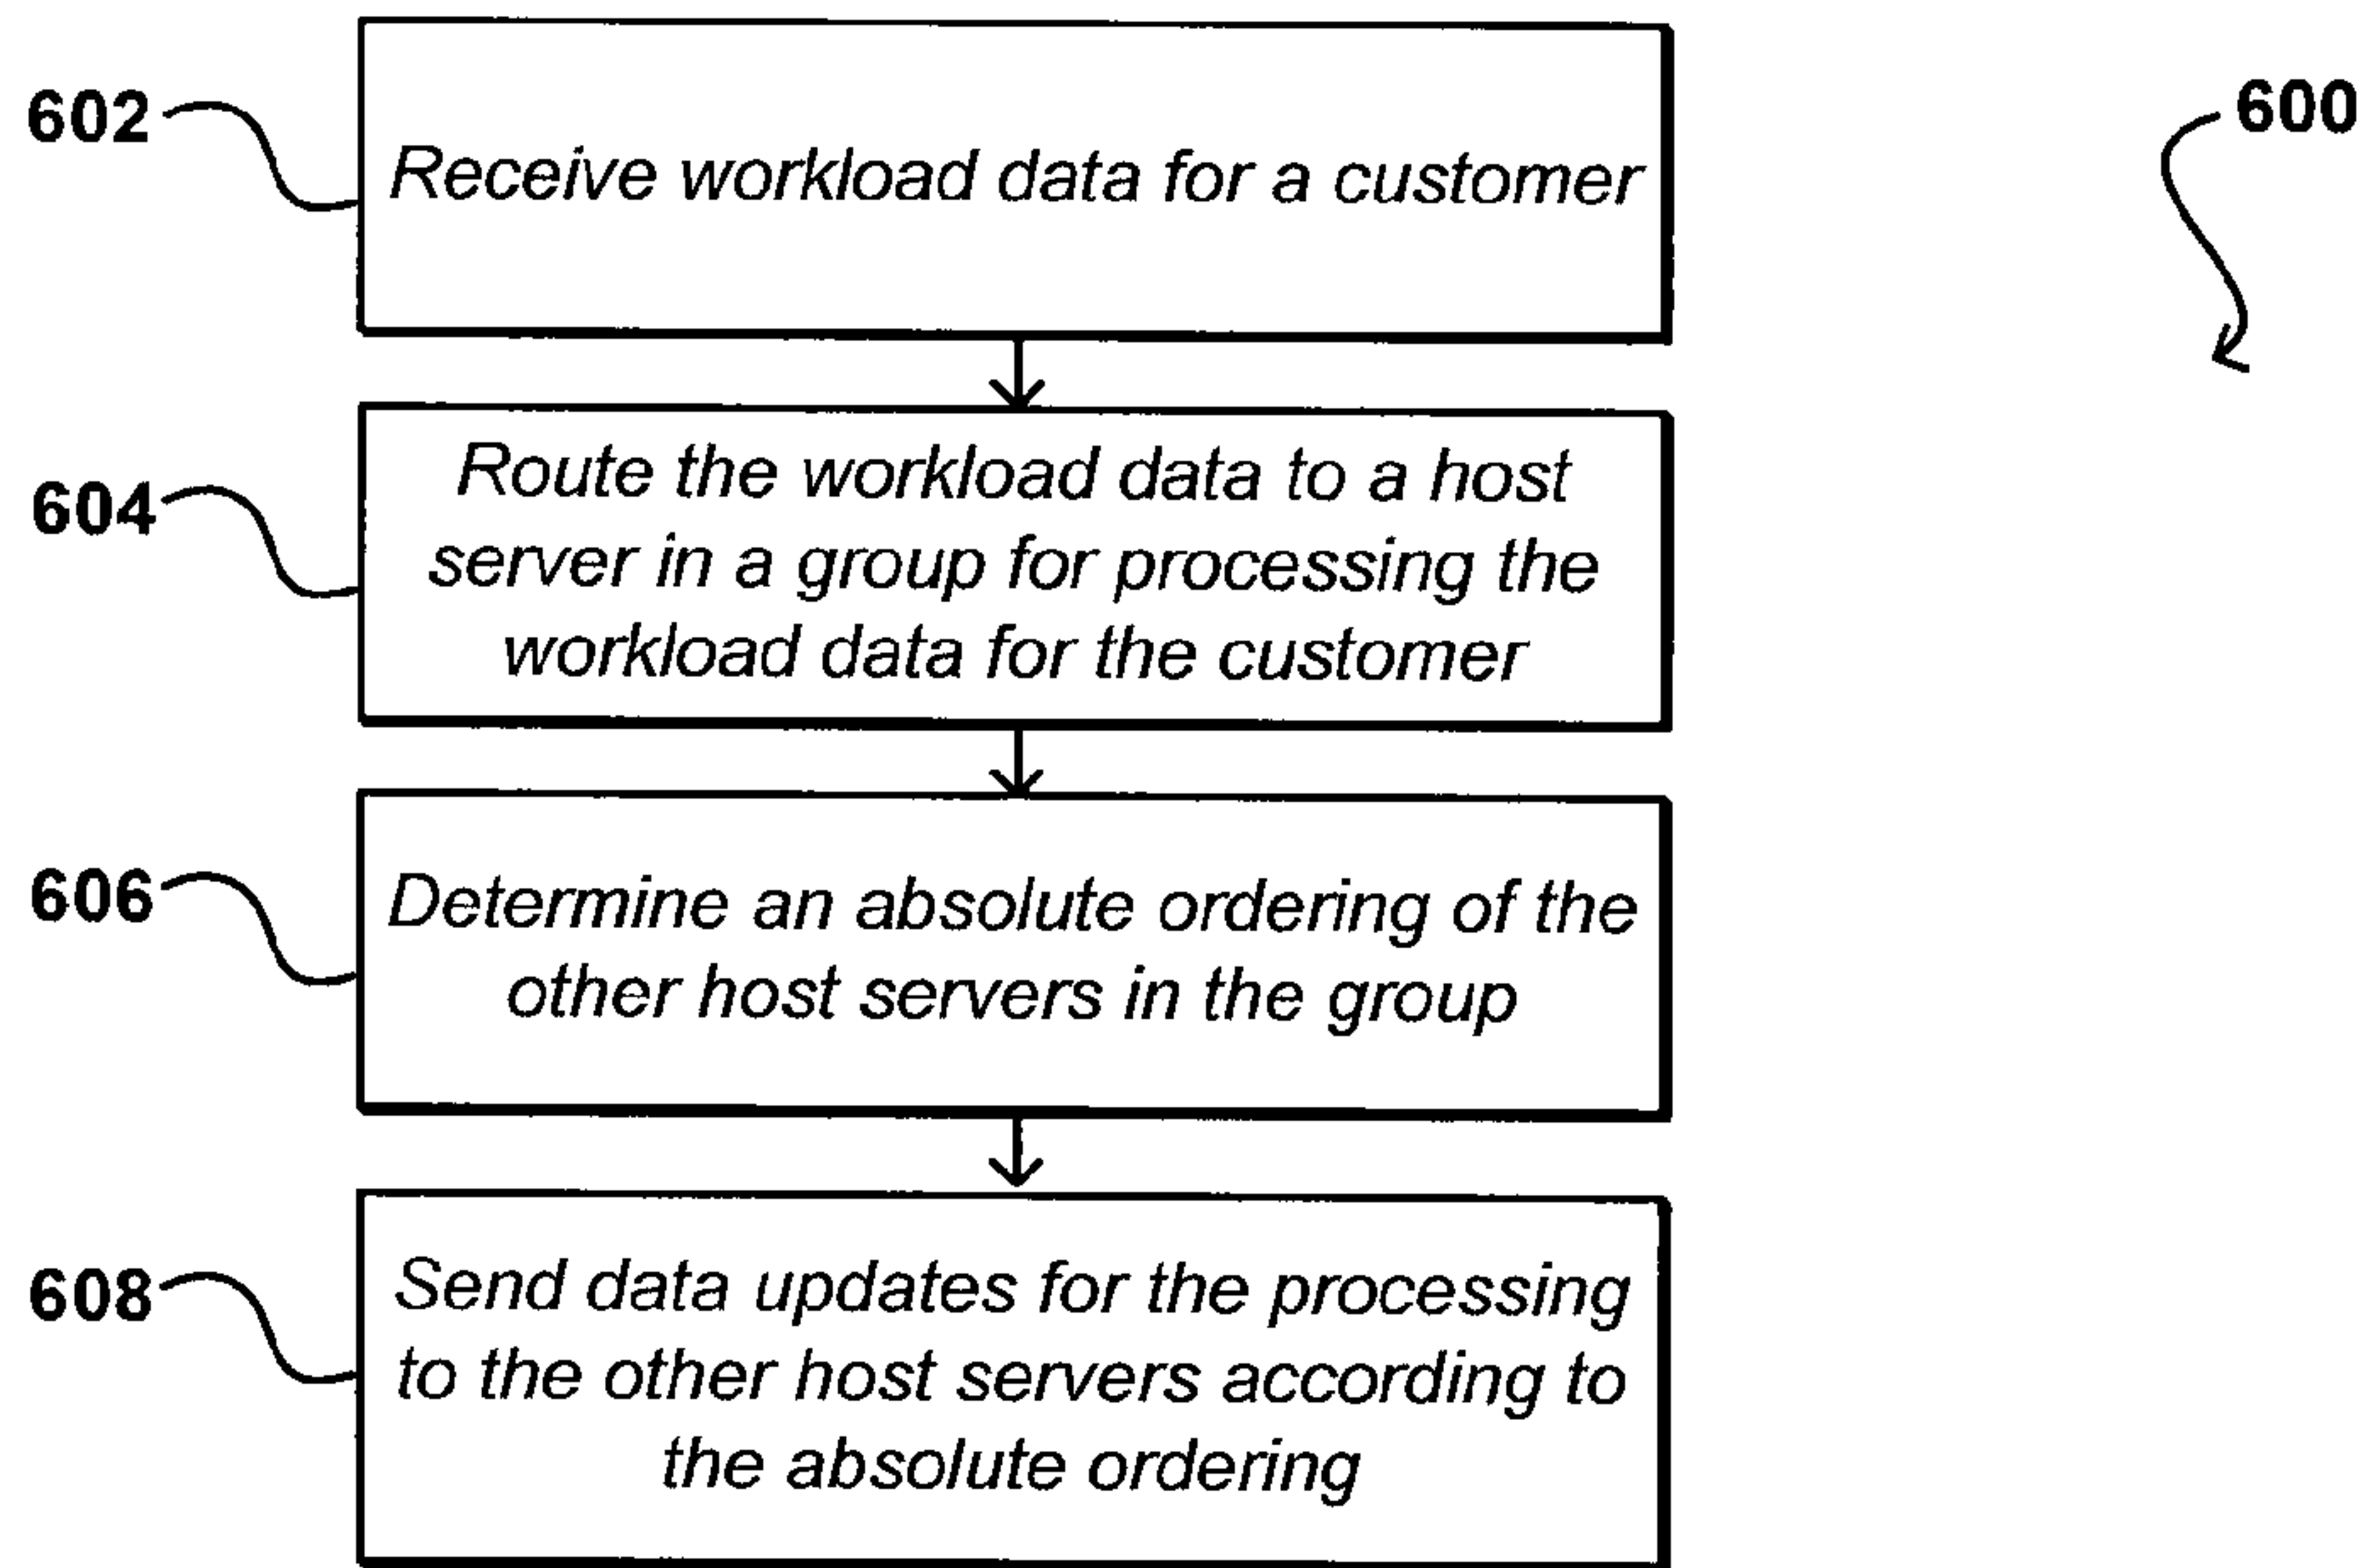 602
600
Receive workload data for a customer
604
Route the workload data to a host
server in a group for processing the
workload data for the customer
606
Determine an absolute ordering of the
other host servers in the group
608
Send data updates for the processing
to the other host servers according to
the absolute ordering